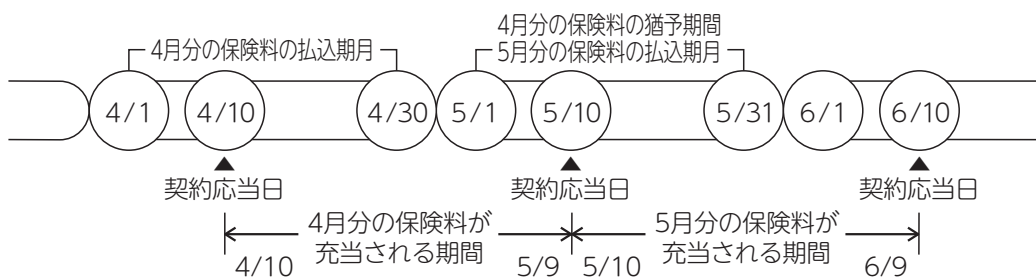 4月分の保険料の猶予期間
4月分の保険料の払込期月
5月分の保険料の払込期月
4/1
4/10
4/30
5/1
5/10
5/31
6/1
6/10
契約応当日
契約応当日
契約応当日
4月分の保険料が
充当される期間
5月分の保険料が
充当される期間
4/10
5/9
5/10
6/9